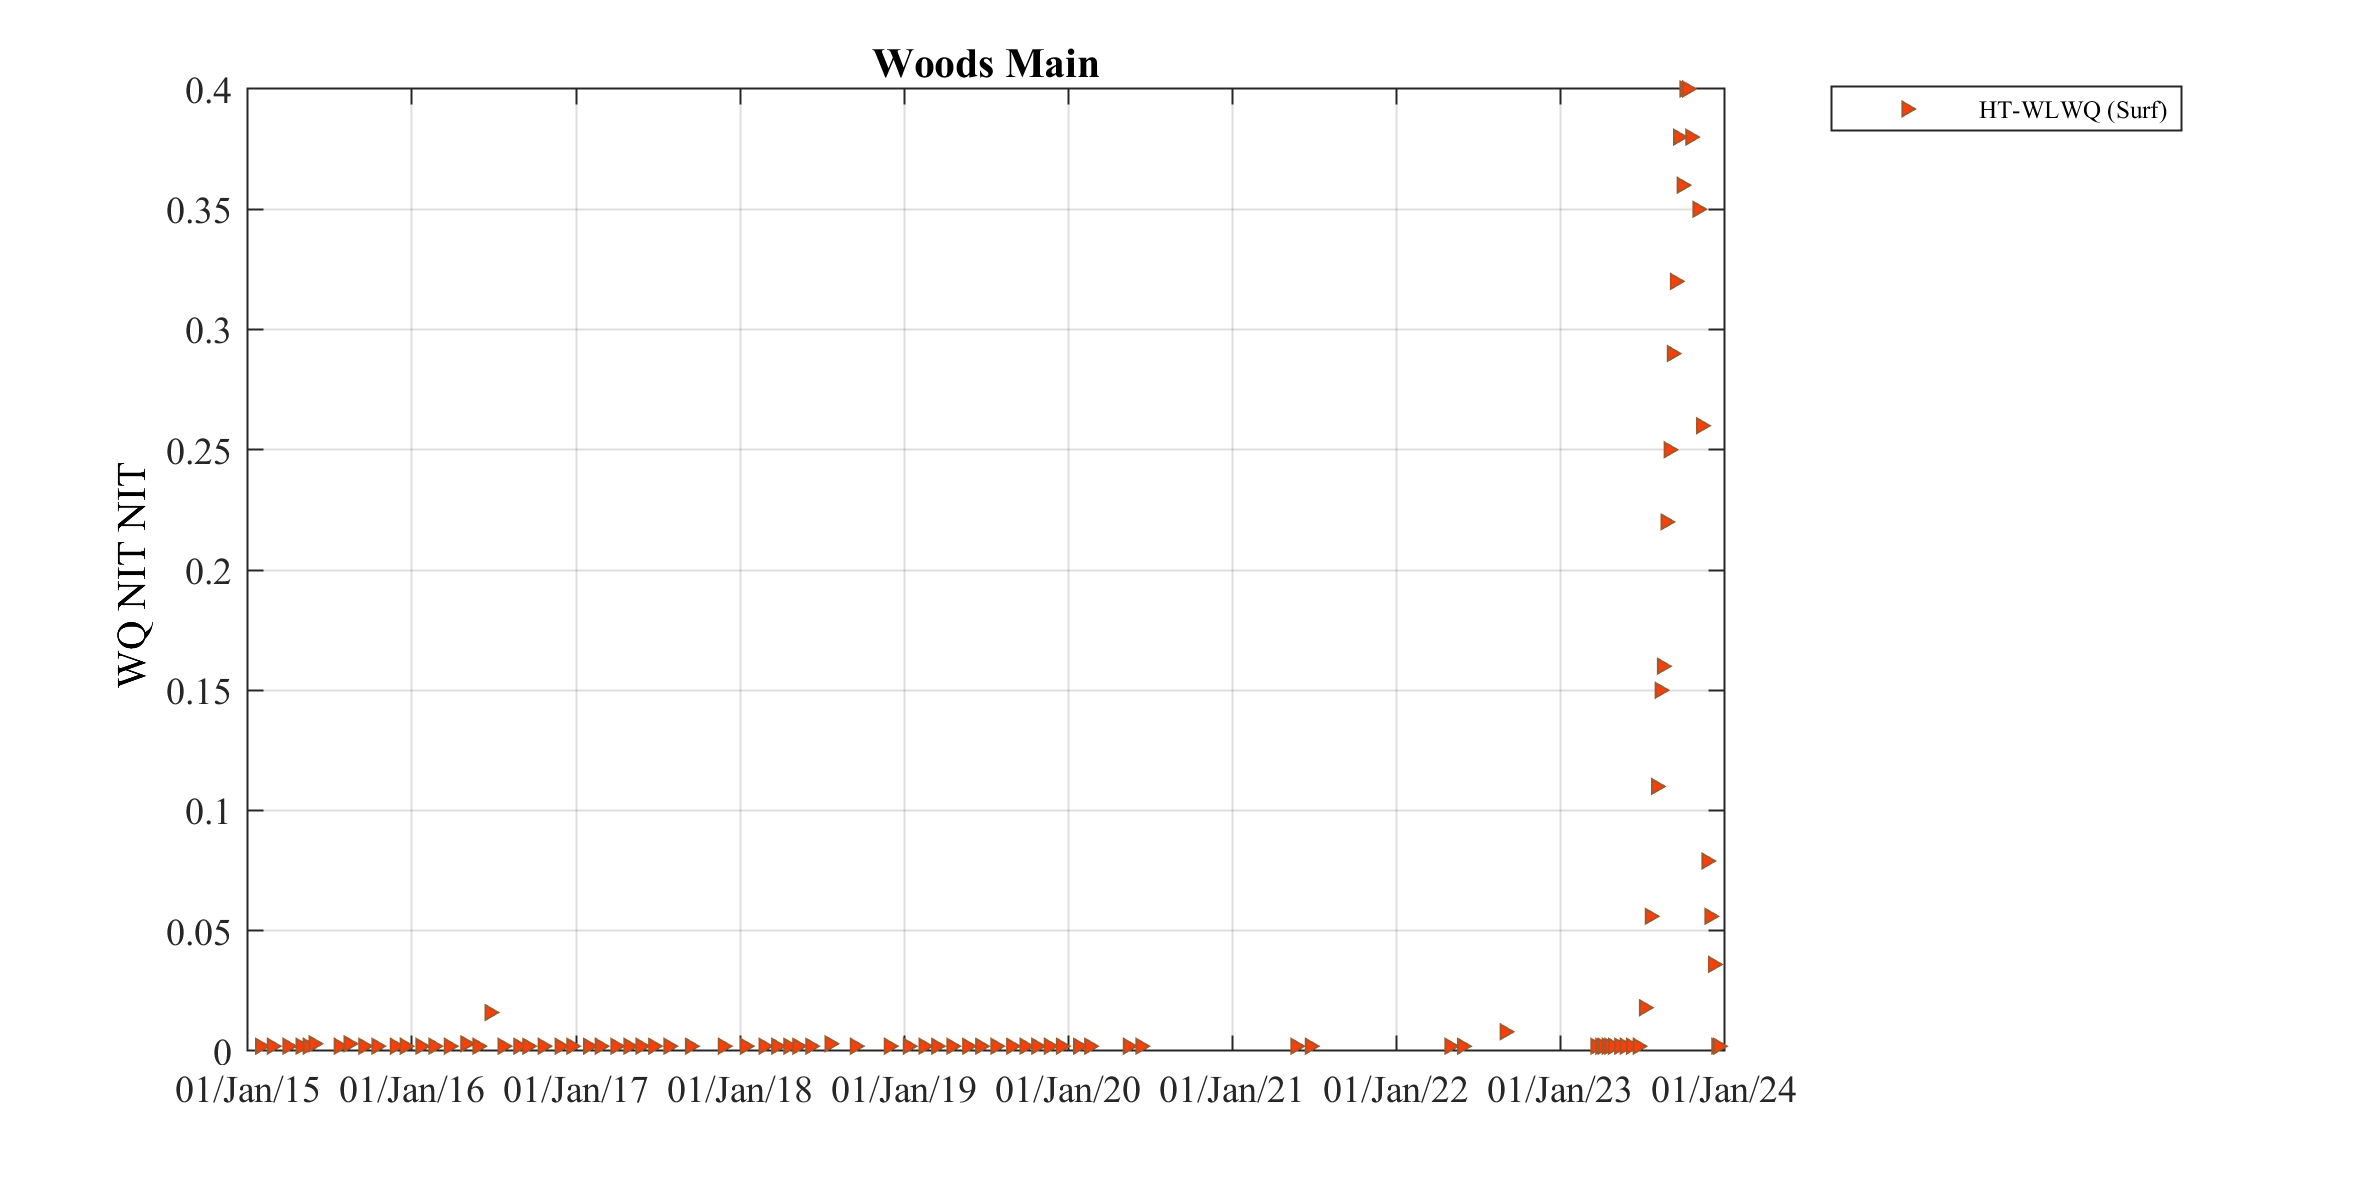 Woods Main
HT-WLWQ (Surf)
WQ NIT NIT
0.4
0.35
0.3
0.25
0.2
0.15
0.1
0.05
0
01/Jan/15 01/Jan/16 01/Jan/17 01/Jan/18 01/Jan/19 01/Jan/20 01/Jan/21 01/Jan/22 01/Jan/23 01/Jan/24